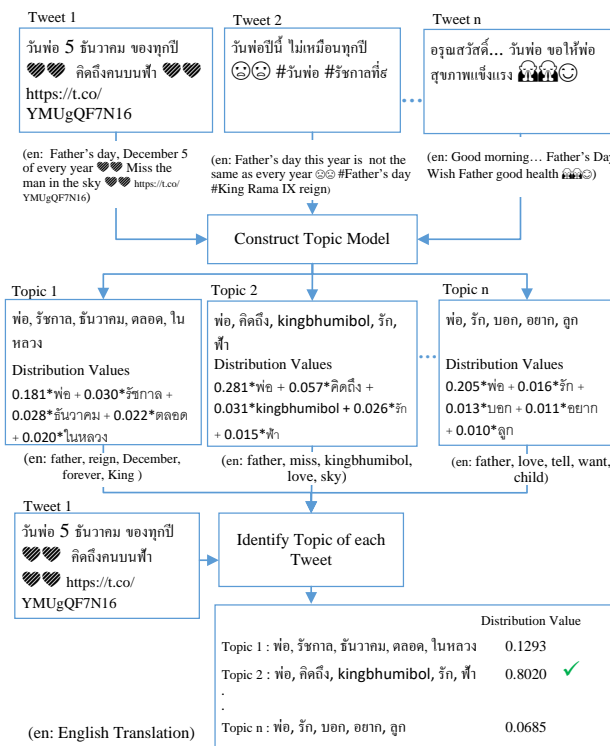 Tweet 1
วันพ่อ 5 ธันวาคม ของทุกปี
🖤🖤 คิดถึงคนบนฟ้า 🖤🖤
https://t.co/
YMUgQF7N16
(en: Father's day, December 5
of every year 🖤🖤 Miss the
man in the sky 🖤🖤 https://t.co/
YMUgQF7N16)
Tweet 2
วันพ่อปีนี้ ไม่เหมือนทุกปี
☹☹ #วันพ่อ #รัชกาลที่๙
(en: Father's day this year is not the
same as every year ☹☹ #Father's day
#King Rama IX reign)
...
Tweet n
อรุณสวัสดิ์... วันพ่อ ขอให้พ่อ
สุขภาพแข็งแรง
(en: Good morning... Father's Day
Wish Father good health
Construct Topic Model
Topic 1
พ่อ, รัชกาล, ธันวาคม, ตลอด, ใน
หลวง
Distribution Values
0.181*พ่อ + 0.030*รัชกาล +
0.028*ธันวาคม + 0.022*ตลอด
+ 0.020*ในหลวง
(en: father, reign, December,
forever, King )
Topic 2
พ่อ, คิดถึง, kingbhumibol, รัก,
ฟ้า
Distribution Values
0.281*พ่อ + 0.057*คิดถึง +
0.031*kingbhumibol + 0.026*รัก
+ 0.015*ฟ้า
(en: father, miss, kingbhumibol,
love, sky)
...
Topic n
พ่อ, รัก, บอก, อยาก, ลูก
Distribution Values
0.205*พ่อ + 0.016*รัก +
0.013*บอก + 0.011*อยาก +
0.010*ลูก
(en: father, love, tell, want,
child)
Tweet 1
วันพ่อ 5 ธันวาคม ของทุกปี
🖤🖤 คิดถึงคนบนฟ้า
🖤🖤 https://t.co/
YMUgQF7N16
Identify Topic of each
Tweet
Distribution Value
Topic 1 : พ่อ, รัชกาล, ธันวาคม, ตลอด, ในหลวง 0.1293
Topic 2 : พ่อ, คิดถึง, kingbhumibol, รัก, ฟ้า 0.8020 ✓
.
.
Topic n : พ่อ, รัก, บอก, อยาก, ลูก 0.0685
(en: English Translation)